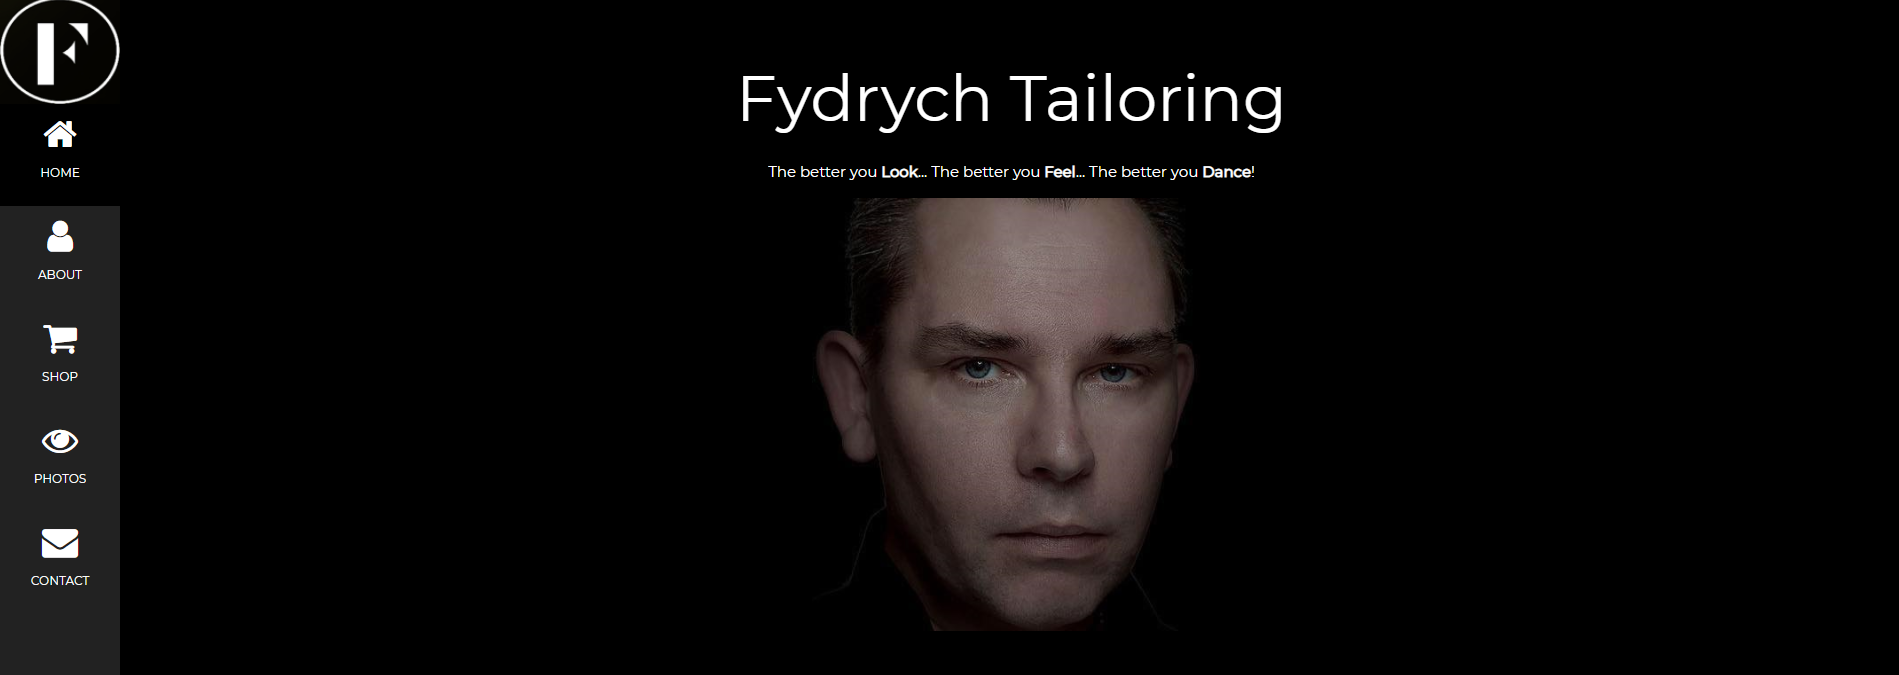 F
HOME
ABOUT
SHOP
PHOTOS
CONTACT
Fydrych Tailoring
The better you Look... The better you Feel... The better you Dance!